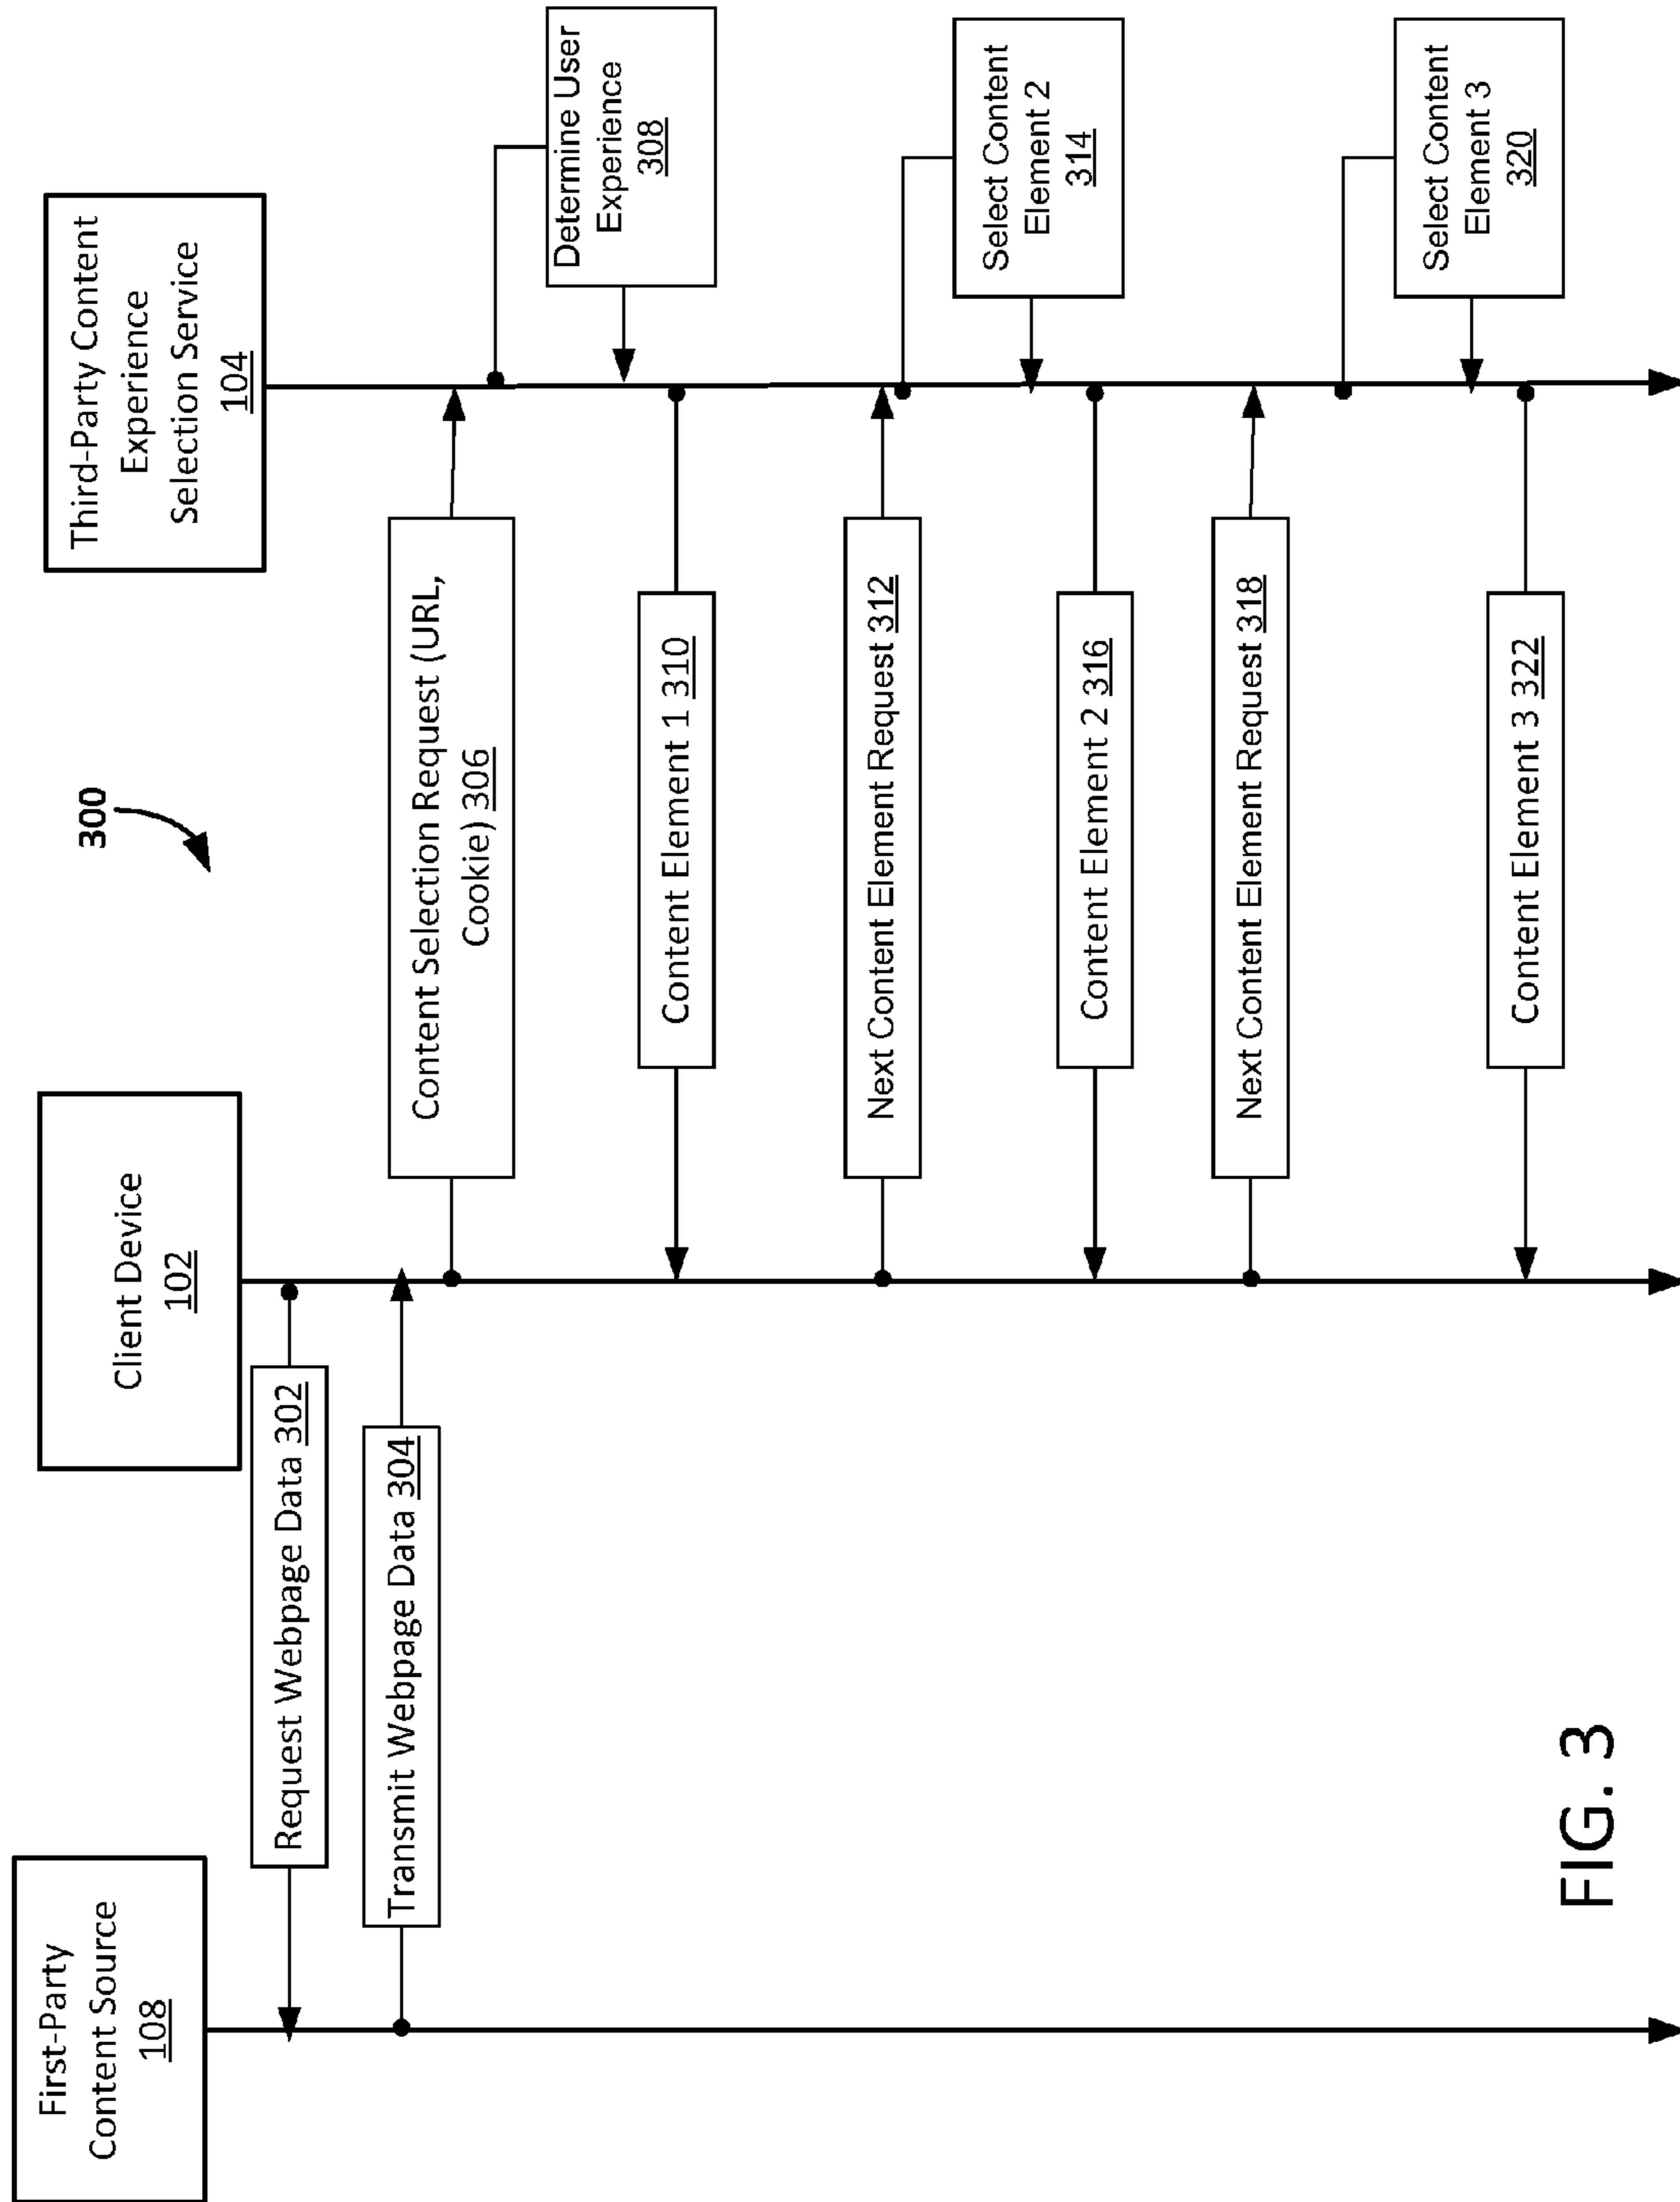 300
First-Party
Content Source
108
Client Device
102
Third-Party Content
Experience
Selection Service
104
Request Webpage Data 302
Transmit Webpage Data 304
Content Selection Request (URL,
Cookie) 306
Determine User
Experience
308
Content Element 1 310
Next Content Element Request 312
Select Content
Element 2
314
Content Element 2 316
Next Content Element Request 318
Select Content
Element 3
320
Content Element 3 322
FIG. 3